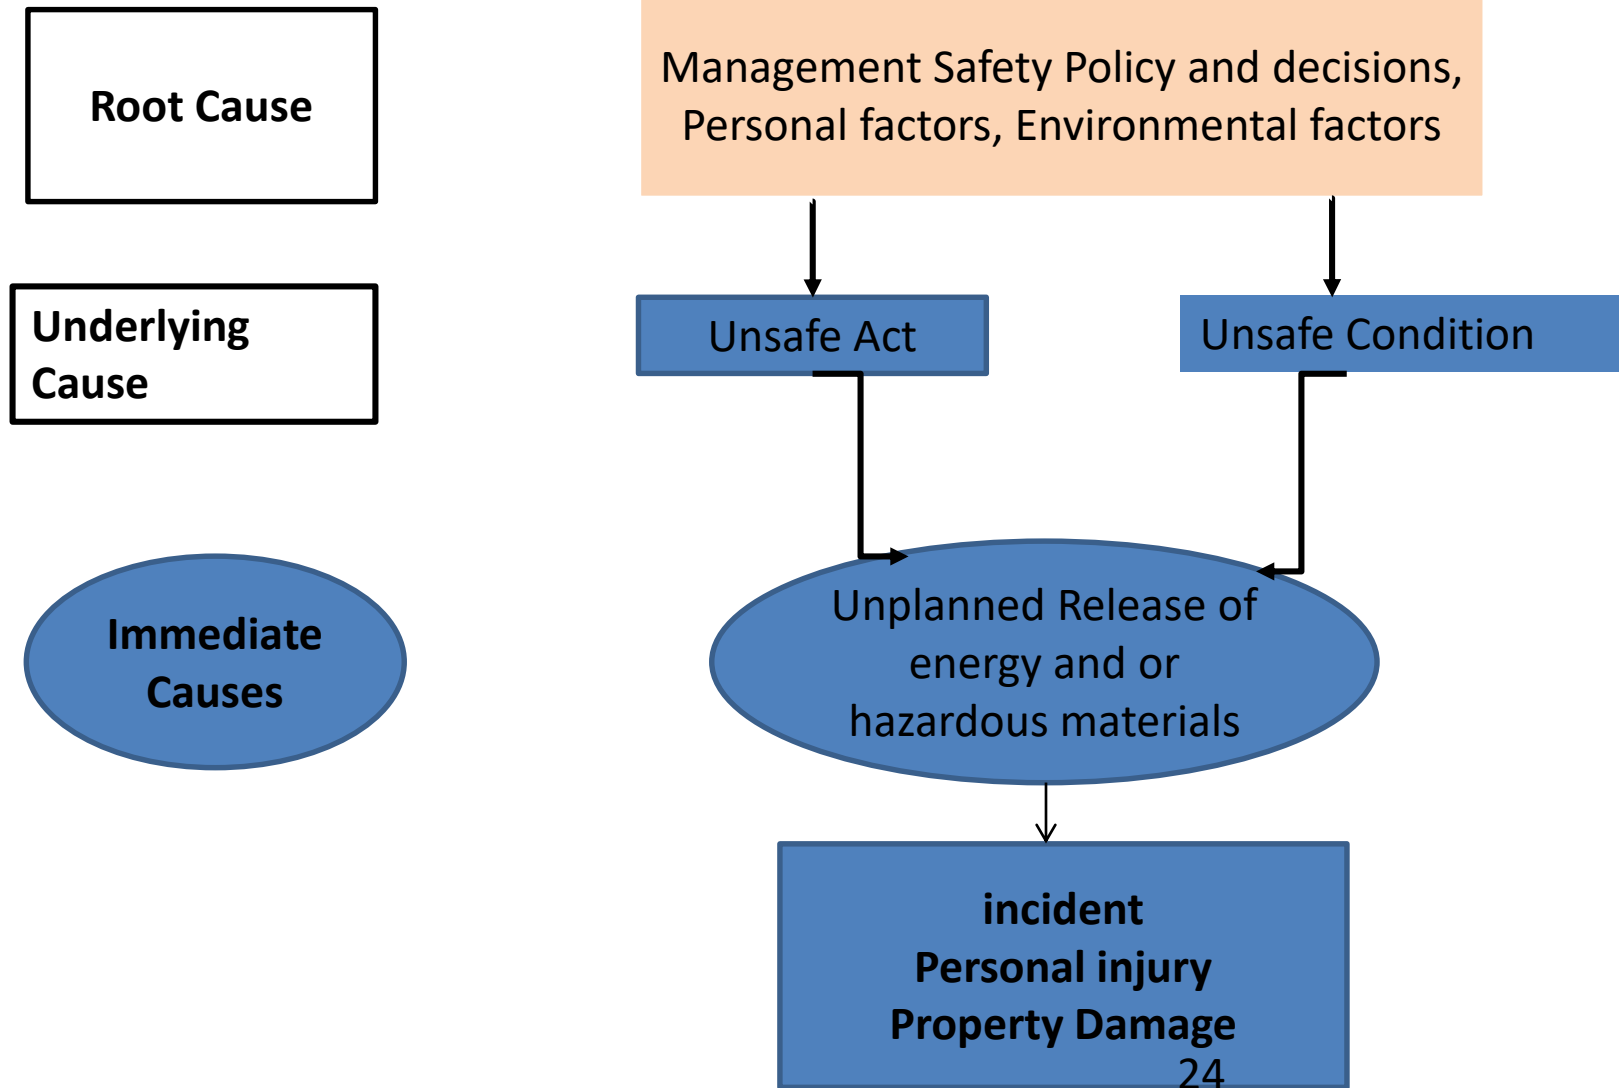 Root Cause
Management Safety Policy and decisions,
Personal factors, Environmental factors
Underlying
Cause
Unsafe Act
Unsafe Condition
Immediate
Causes
Unplanned Release of
energy and or
hazardous materials
incident
Personal injury
Property Damage
24